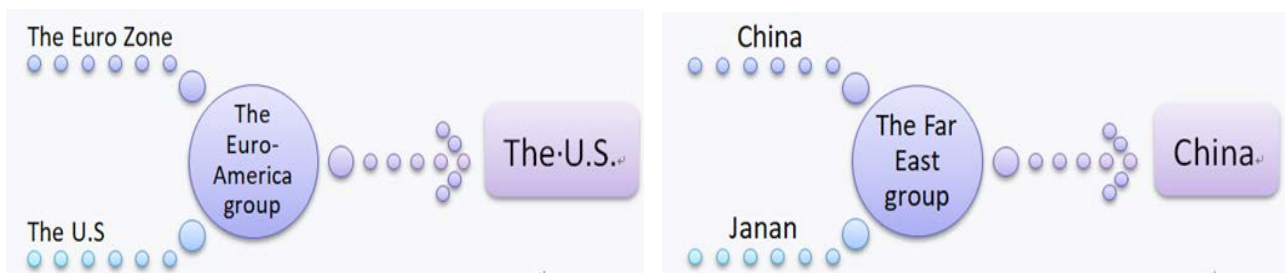 The Euro Zone
The
Euro-
America
group
The·U.S.
The U.S
China
The Far
East
group
China
Janan